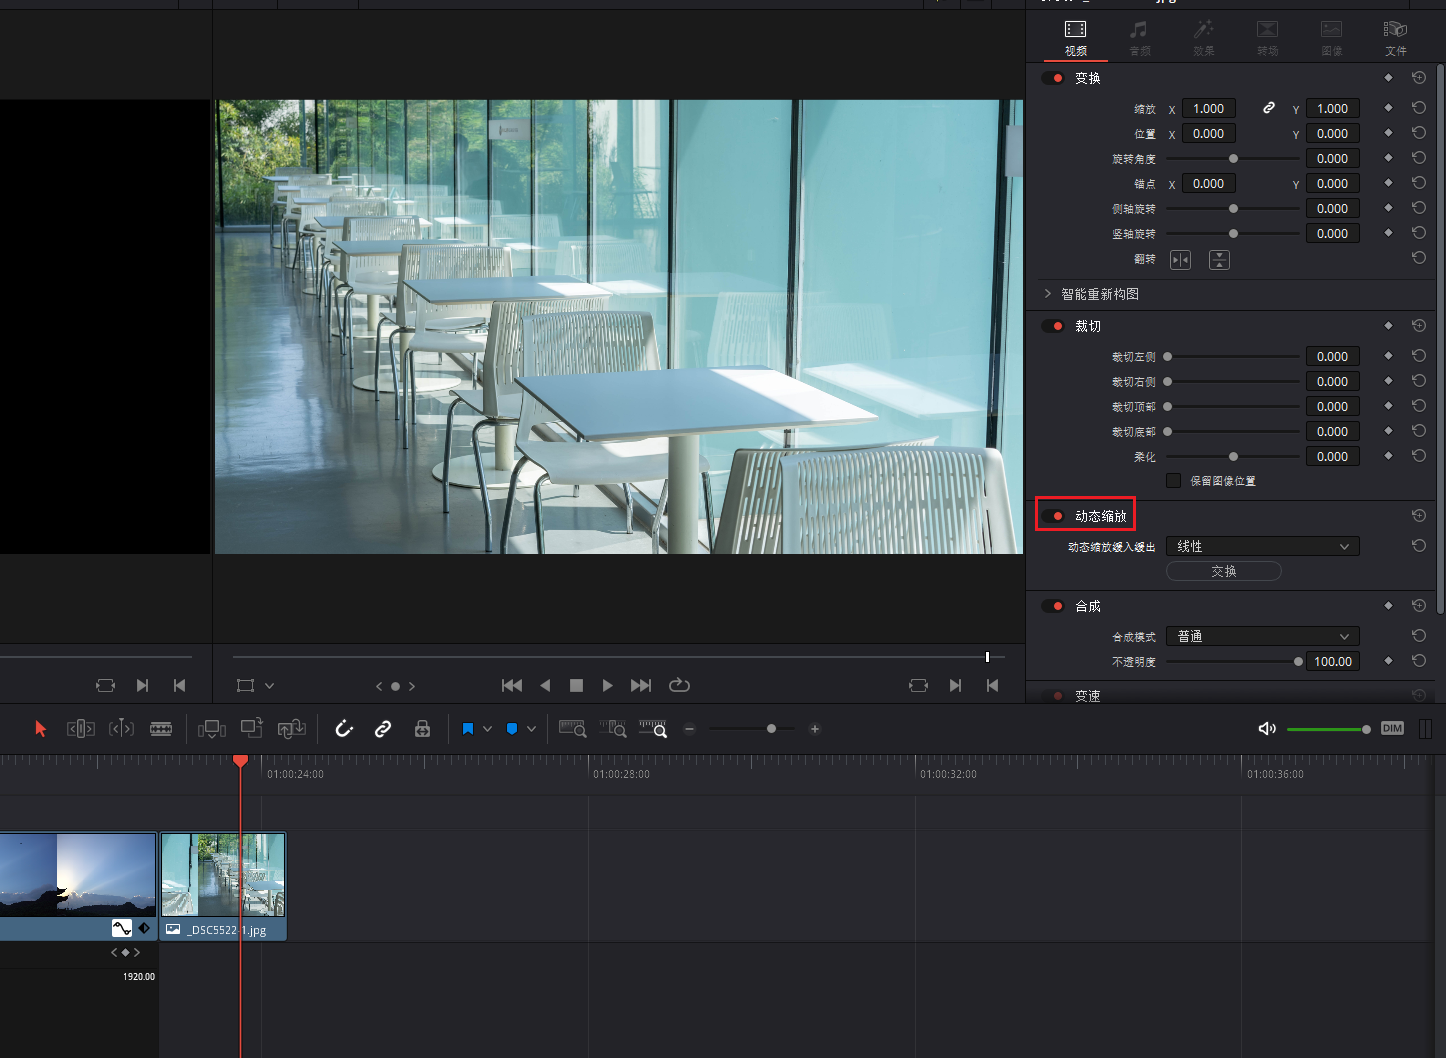 视频 音频 效果 转场 图像 文件
变换
缩放 X 1.000 Y 1.000
位置 X 0.000 Y 0.000
旋转角度 0.000
锚点 X 0.000 Y 0.000
侧轴旋转 0.000
竖轴旋转 0.000
翻转
智能重新构图
裁切
裁切左侧 0.000
裁切右侧 0.000
裁切顶部 0.000
裁切底部 0.000
柔化 0.000
保留图像位置
动态缩放
动态缩放缓入缓出 线性
交换
合成
合成模式 普通
不透明度 100.00
变速
DIM
01:00:24:00 01:00:28:00 01:00:32:00 01:00:36:00
_DSC5522-1.jpg
1920.00